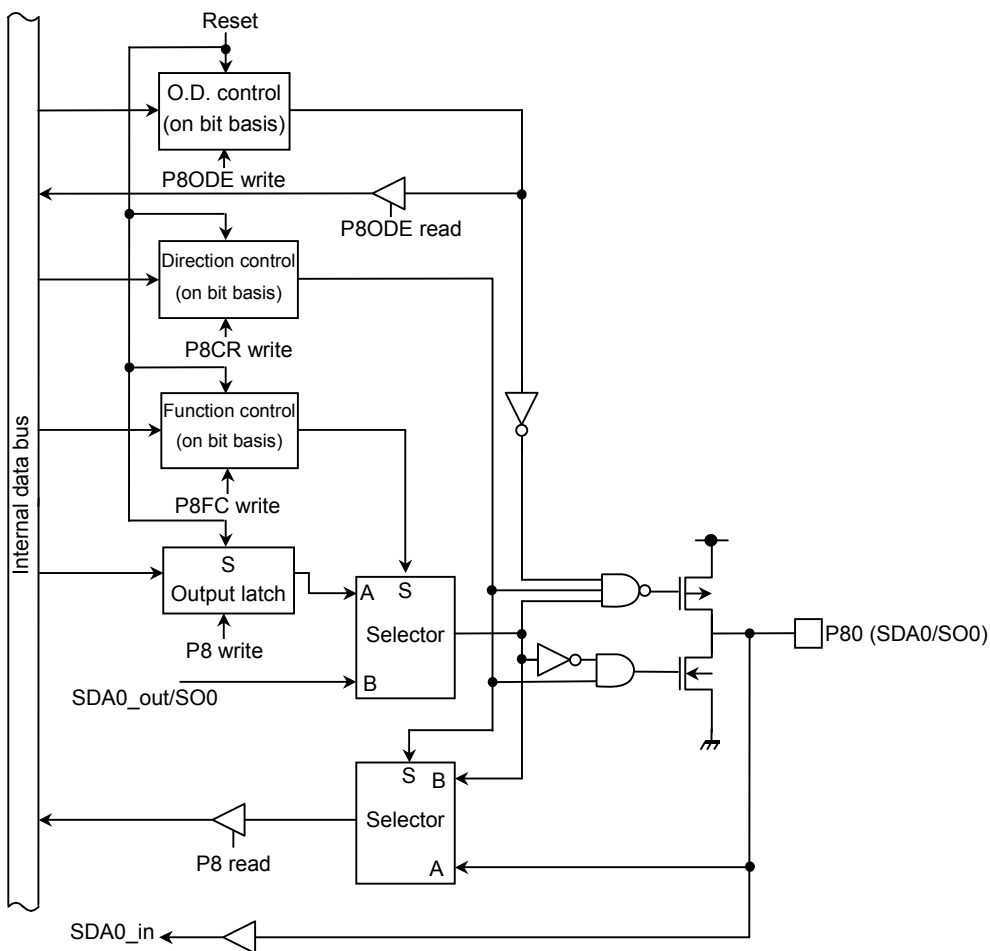 Reset
O.D. control
(on bit basis)
P8ODE write
P8ODE read
Direction control
(on bit basis)
P8CR write
Internal data bus
Function control
(on bit basis)
P8FC write
S
Output latch
P8 write
A
S
Selector
B
SDA0_out/SO0
P80 (SDA0/SO0)
S
B
Selector
A
P8 read
SDA0_in